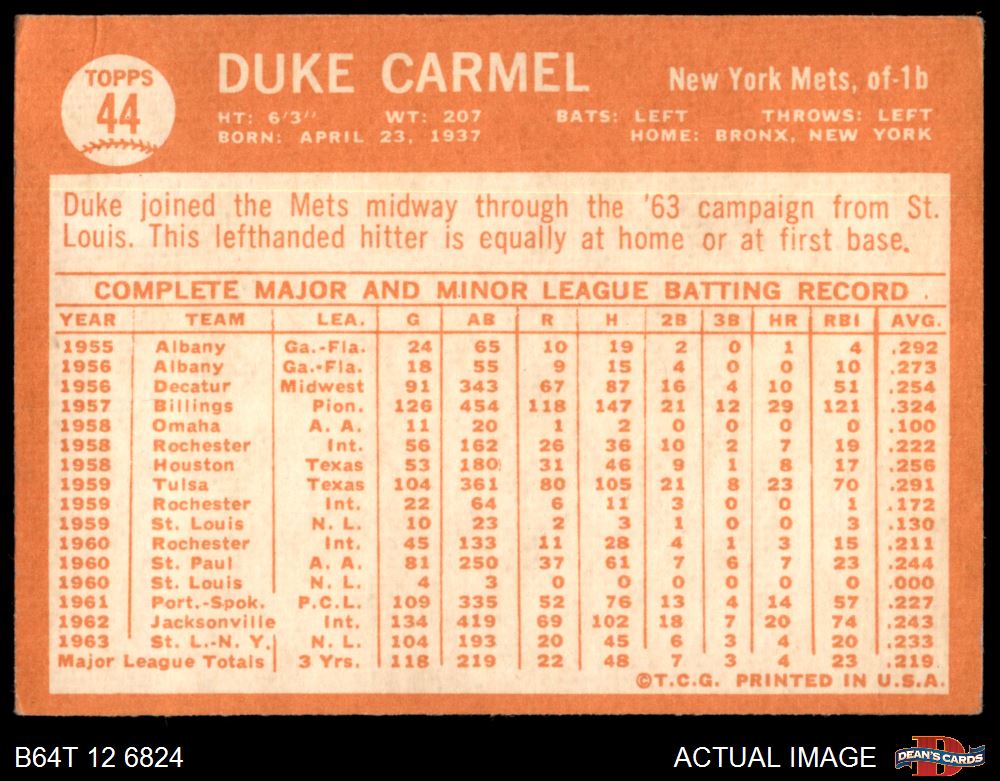 TOPPS
44
DUKE CARMEL
New York Mets, of-1b
HT: 6'3" WT: 207 BATS: LEFT THROWS: LEFT
BORN: APRIL 23, 1937 HOME: BRONX, NEW YORK
Duke joined the Mets midway through the '63 campaign from St.
Louis. This lefthanded hitter is equally at home or at first base.
COMPLETE MAJOR AND MINOR LEAGUE BATTING RECORD
YEAR TEAM LEA. G AB R H 2B 3B HR RBI AVG.
1955 Albany Ga.-Fla. 24 65 10 19 2 0 1 4 .292
1956 Albany Ga.-Fla. 18 55 9 15 4 0 0 10 .273
1956 Decatur Midwest 91 343 67 87 16 4 10 51 .254
1957 Billings Pion. 126 454 118 147 21 12 29 121 .324
1958 Omaha A. A. 11 20 1 2 0 0 0 0 .100
1958 Rochester Int. 56 162 26 36 10 2 7 19 .222
1958 Houston Texas 53 180 31 46 9 1 8 17 .256
1959 Tulsa Texas 104 361 80 105 21 8 23 70 .291
1959 Rochester Int. 22 64 6 11 3 0 0 1 .172
1959 St. Louis N. L. 10 23 2 3 1 0 0 3 .130
1960 Rochester Int. 45 133 11 28 4 1 3 15 .211
1960 St. Paul A. A. 81 250 37 61 7 6 7 23 .244
1960 St. Louis N. L. 4 3 0 0 0 0 0 0 .000
1961 Port.-Spok. P.C.L. 109 335 52 76 13 4 14 57 .227
1962 Jacksonville Int. 134 419 69 102 18 7 20 74 .243
1963 St. L.-N. Y. N. L. 104 193 20 45 6 3 4 20 .233
Major League Totals 3 Yrs. 118 219 22 48 7 3 4 23 .219
©T.C.G. PRINTED IN U.S.A.
B64T 12 6824
ACTUAL IMAGE
D
DEAN'S CARDS